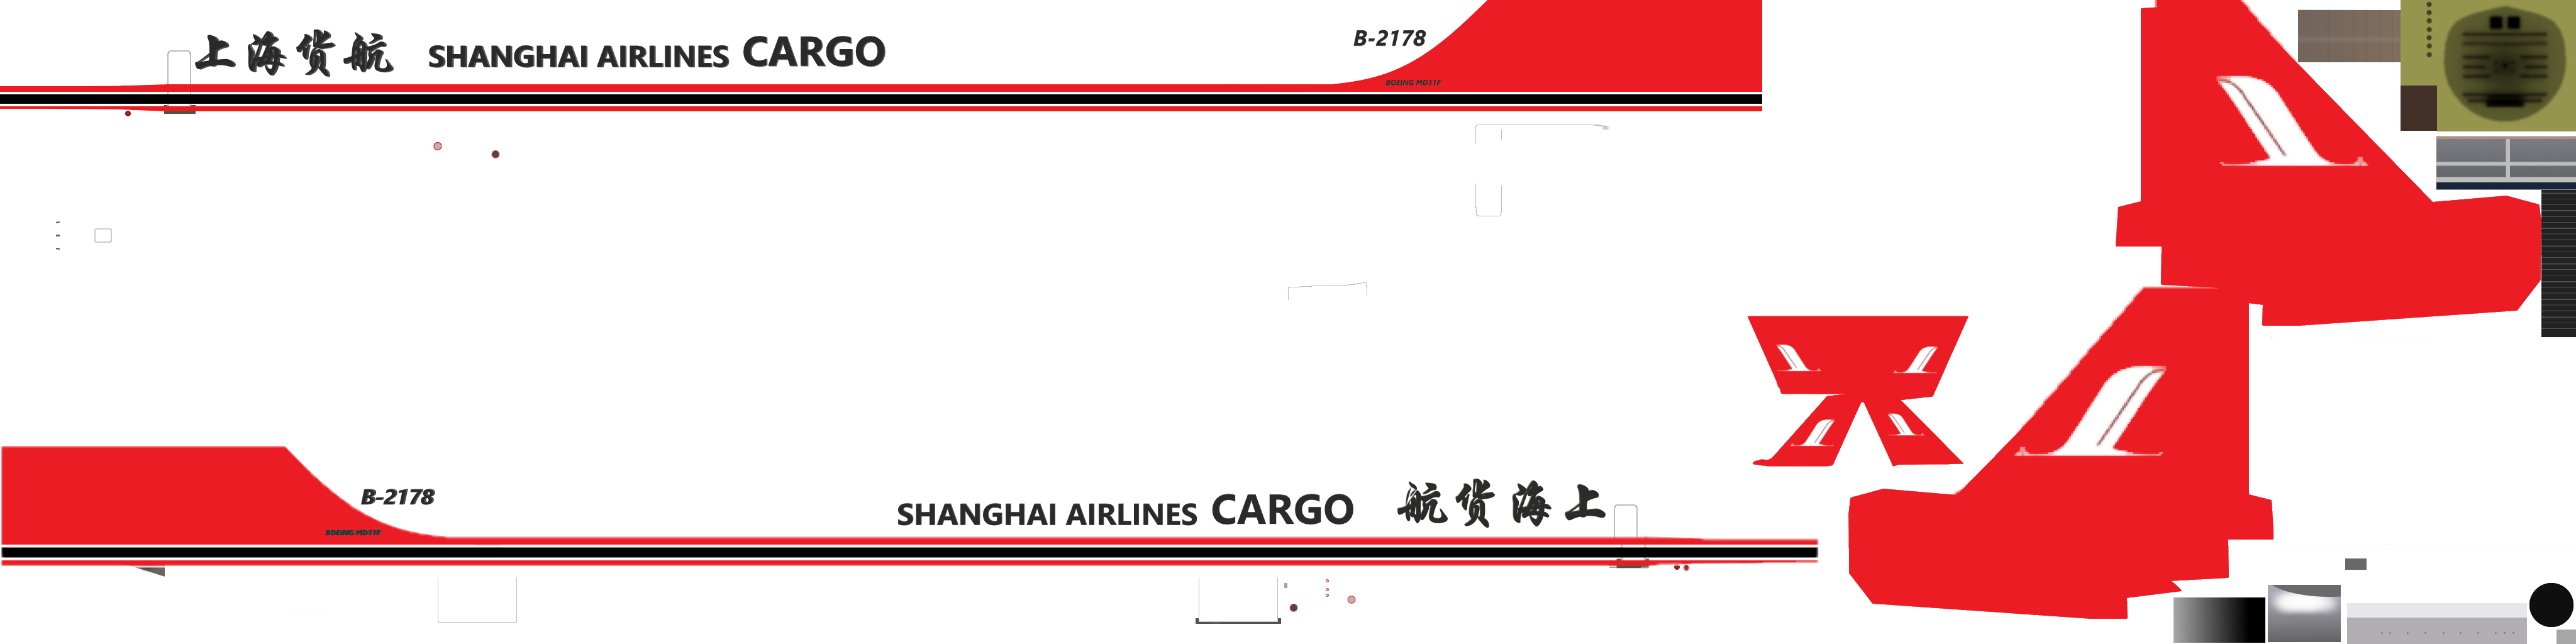 上海货航 SHANGHAI AIRLINES CARGO
B-2178
BOEING MD11F
B-2178
SHANGHAI AIRLINES CARGO 航货海上
BOEING MD11F